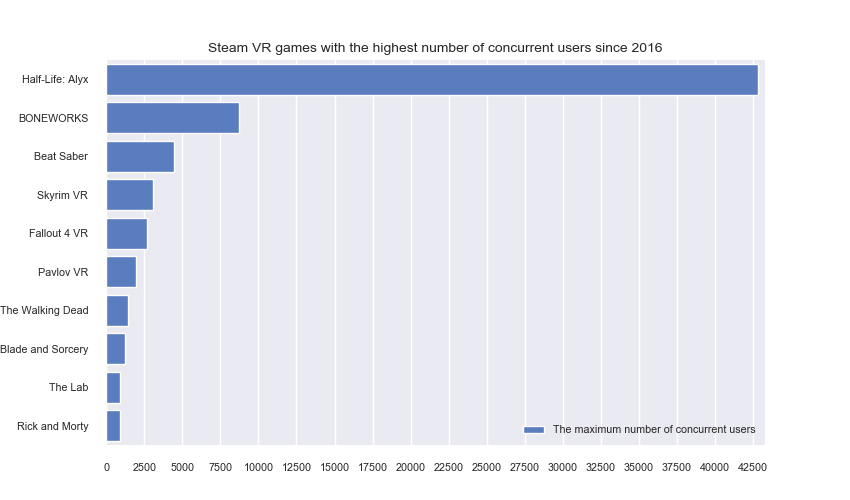 Steam VR games with the highest number of concurrent users since 2016
Half-Life: Alyx
BONEWORKS
Beat Saber
Skyrim VR
Fallout 4 VR
Pavlov VR
The Walking Dead
Blade and Sorcery
The Lab
Rick and Morty
The maximum number of concurrent users
0 2500 5000 7500 10000 12500 15000 17500 20000 22500 25000 27500 30000 32500 35000 37500 40000 42500